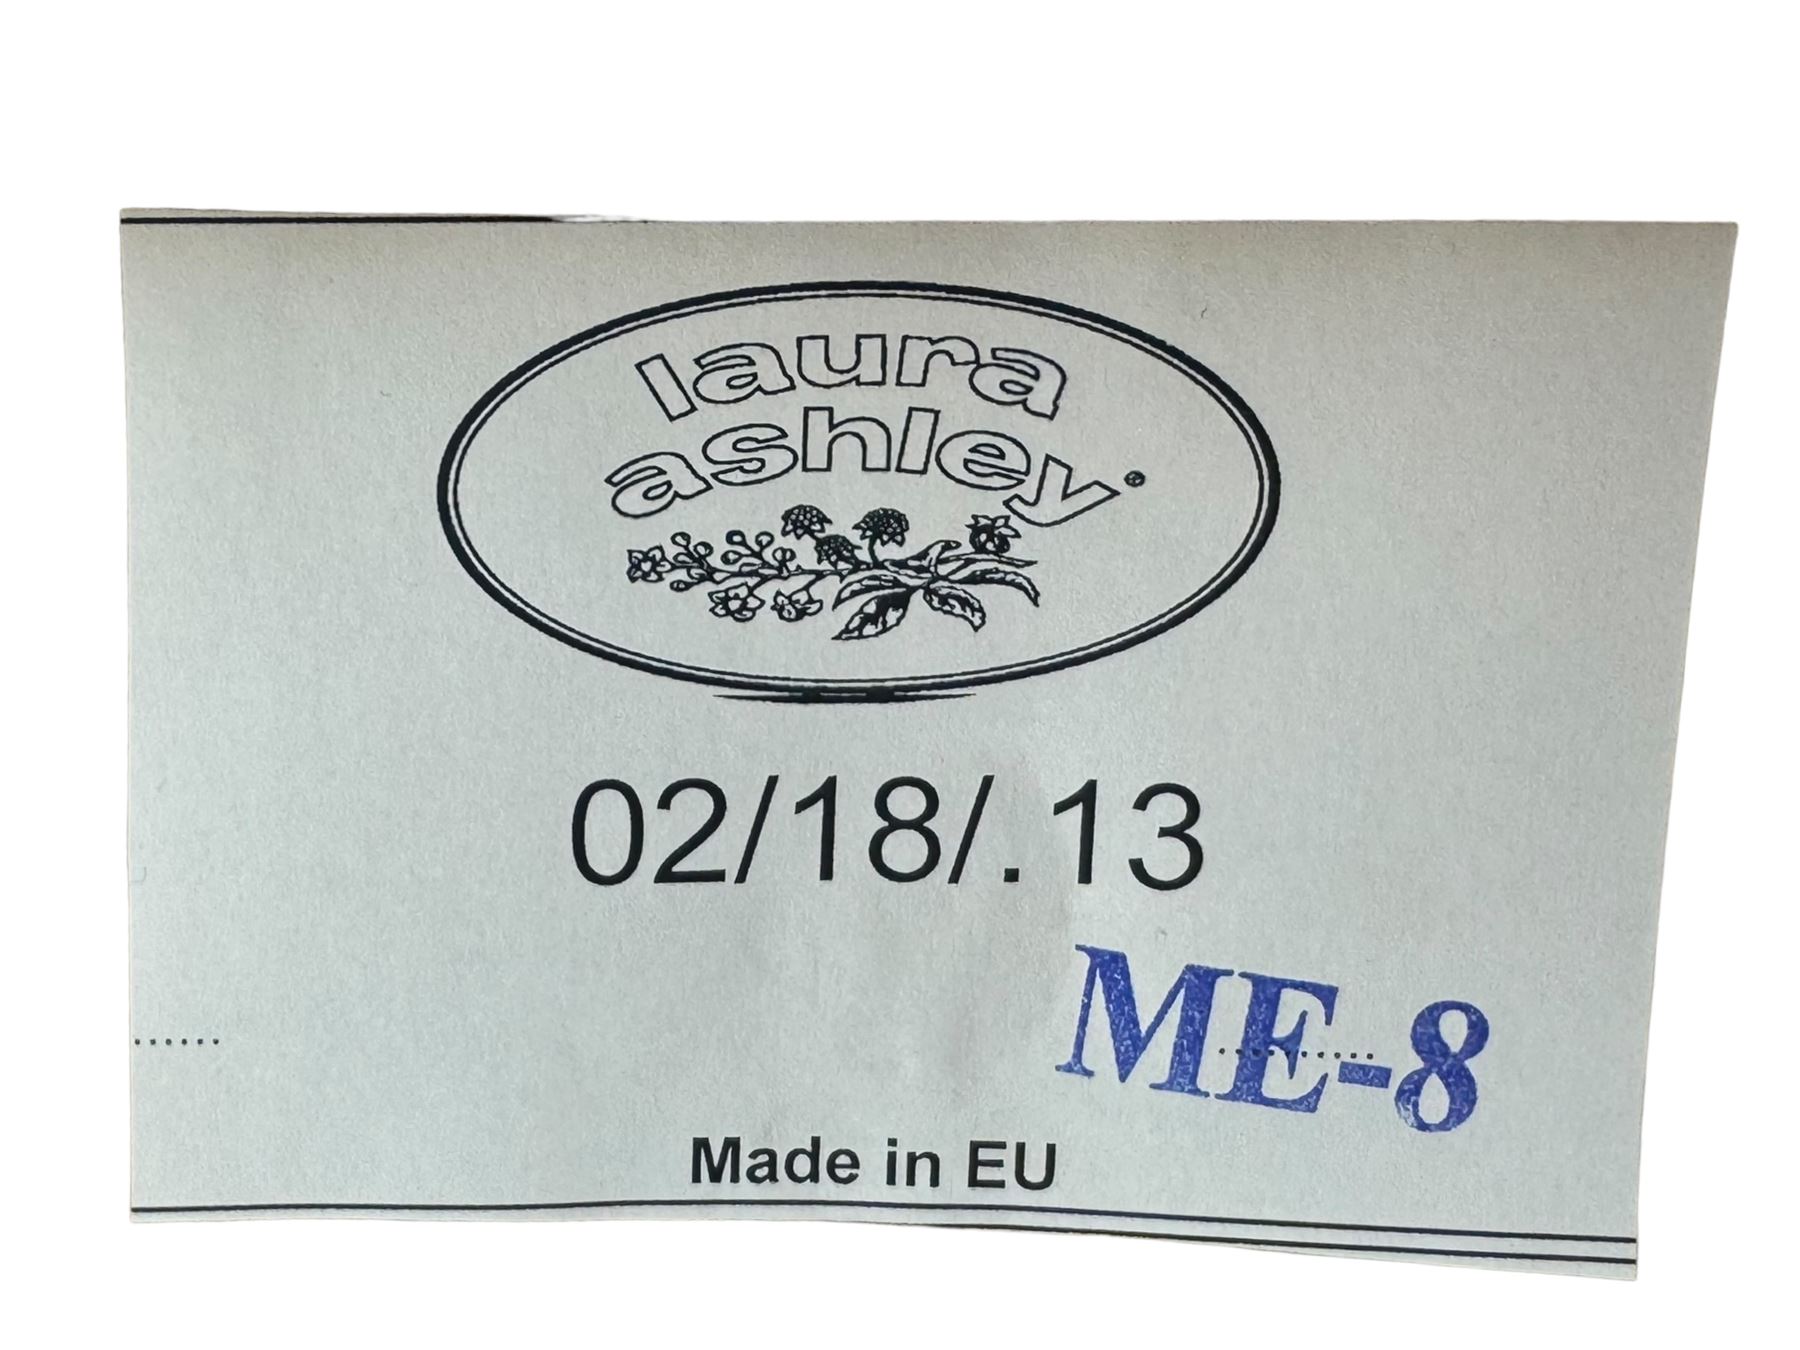 laura
ashley®
02/18/.13
ME-8
Made in EU